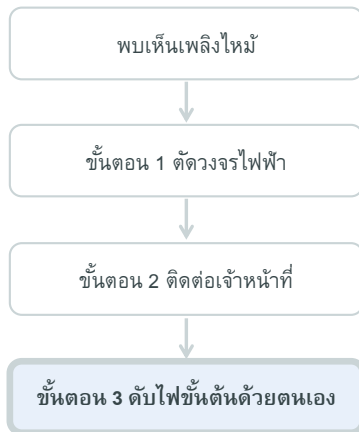 พบเห็นเพลิงไหม้
ขั้นตอน 1 ตัดวงจรไฟฟ้า
ขั้นตอน 2 ติดต่อเจ้าหน้าที่
ขั้นตอน 3 ดับไฟขั้นต้นด้วยตนเอง